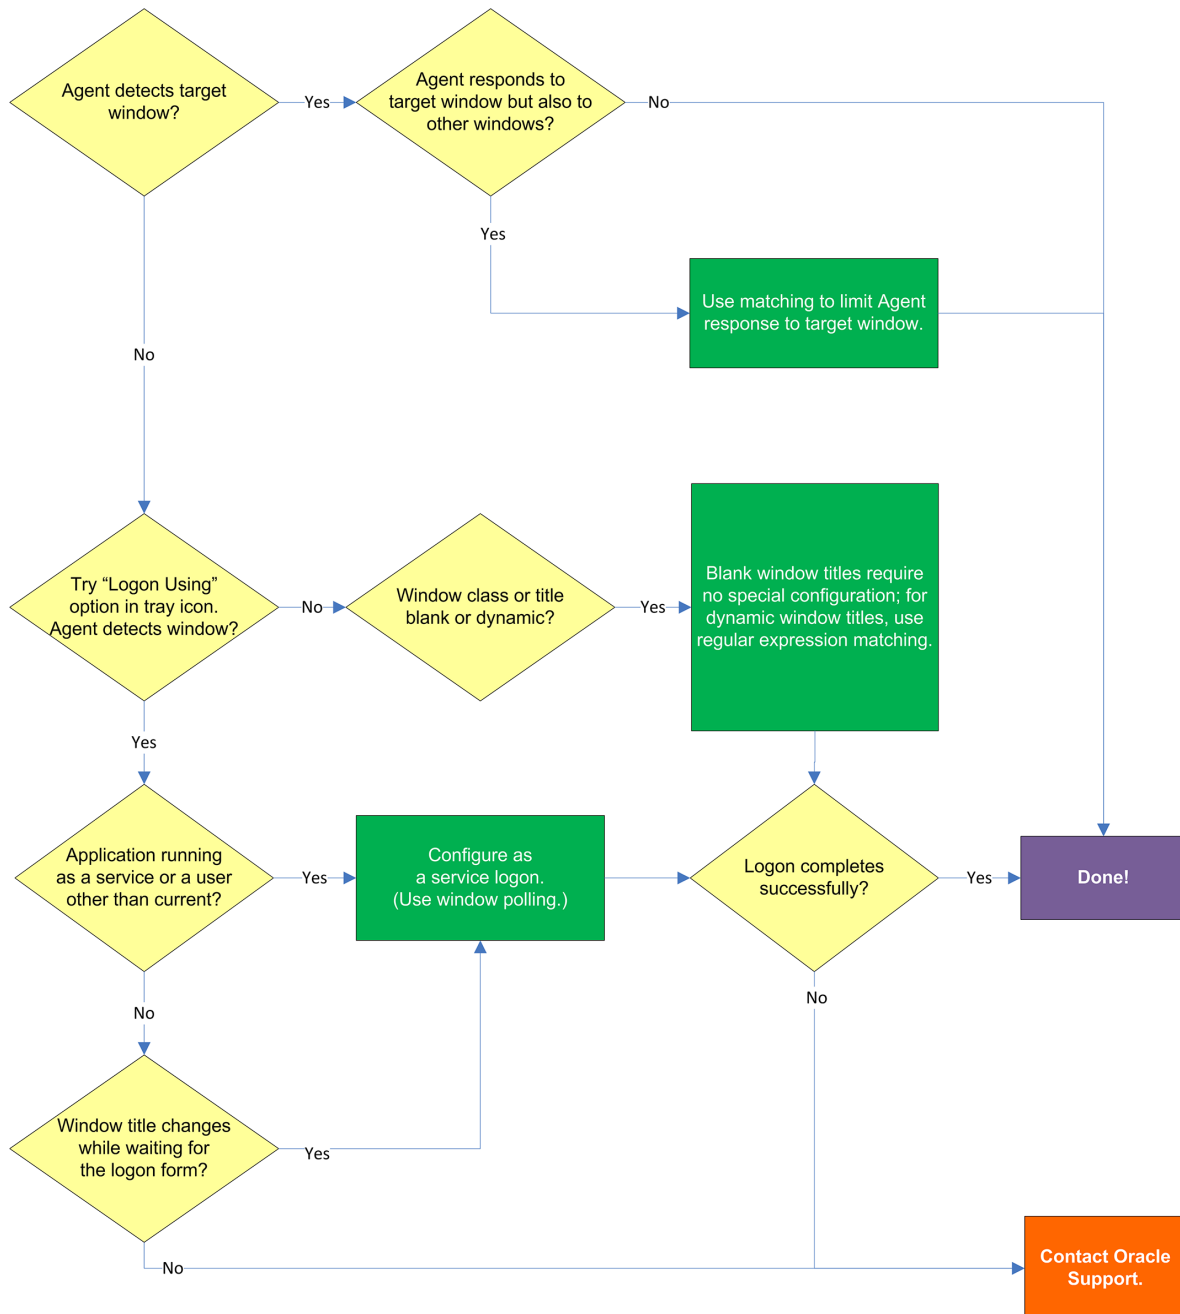 Agent detects target
window?
Yes
Agent responds to
target window but also to
other windows?
No
Yes
Use matching to limit Agent
response to target window.
No
Try “Logon Using”
option in tray icon.
Agent detects window?
No
Window class or title
blank or dynamic?
Yes
Blank window titles require
no special configuration; for
dynamic window titles, use
regular expression matching.
Yes
Application running
as a service or a user
other than current?
Yes
Configure as
a service logon.
(Use window polling.)
Logon completes
successfully?
Yes
Done!
No
No
Window title changes
while waiting for
the logon form?
Yes
No
Contact Oracle
Support.